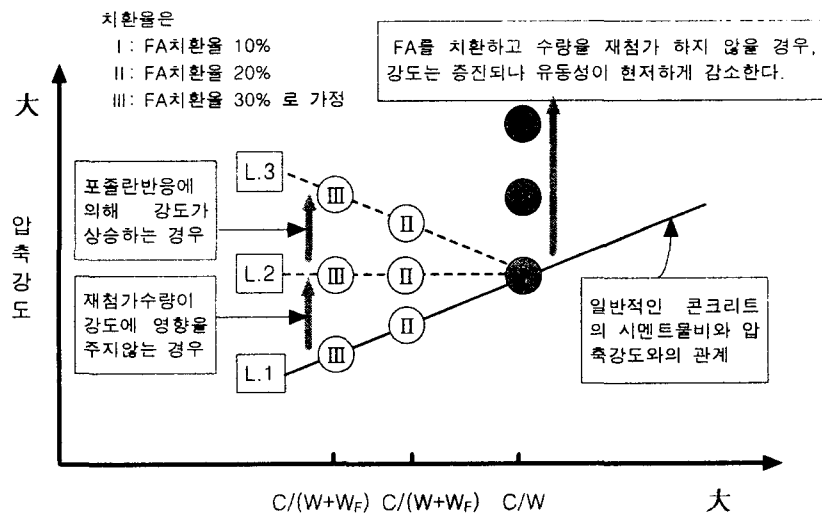 치환율은
I : FA치환율 10%
II : FA치환율 20%
III : FA치환율 30% 로 가정
FA를 치환하고 수량을 재첨가 하지 않을 경우,
강도는 증진되나 유동성이 현저하게 감소한다.
大
압축강도
포졸란반응에
의해 강도가
상승하는 경우
재첨가수량이
강도에 영향을
주지않는 경우
L.3
L.2
L.1
III
II
III
II
III
II
일반적인 콘크리트
의 시멘트물비와 압
축강도와의 관계
C/(W+WF) C/(W+WF) C/W 大